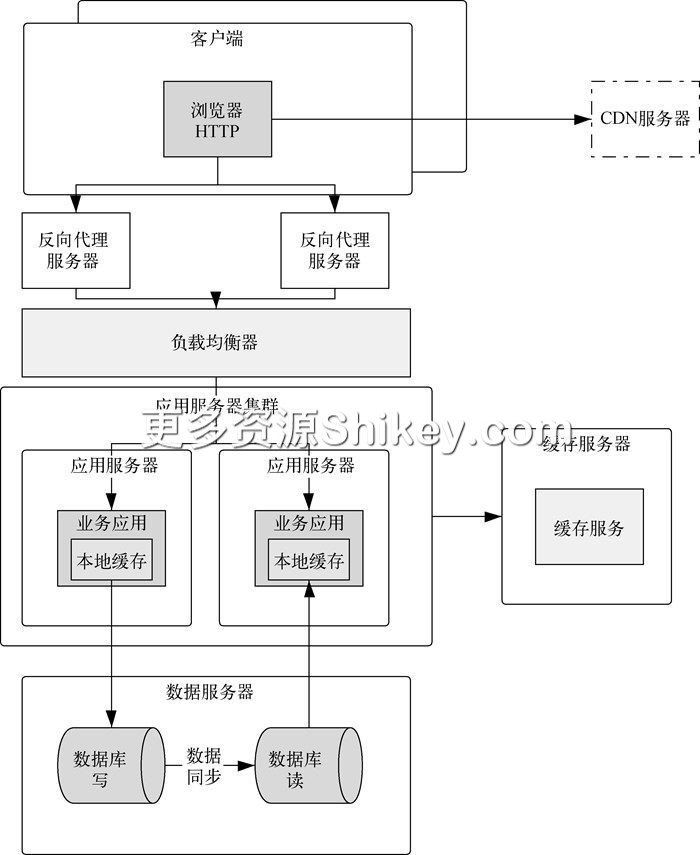 客户端
浏览器
HTTP
CDN服务器
反向代理
服务器
反向代理
服务器
负载均衡器
应用服务器集群
更多资源Shikey.com
缓存服务器
应用服务器
应用服务器
业务应用
本地缓存
业务应用
本地缓存
缓存服务
数据服务器
数据库
写
数据
同步
数据库
读